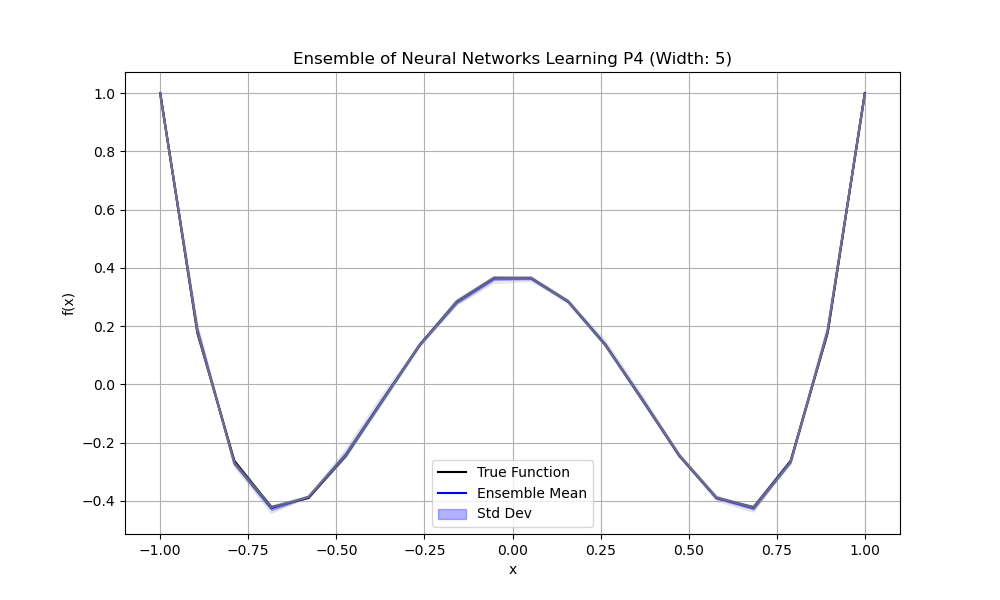 Ensemble of Neural Networks Learning P4 (Width: 5)
1.0
0.8
0.6
0.4
0.2
0.0
−0.2
−0.4
f(x)
True Function
Ensemble Mean
Std Dev
−1.00 −0.75 −0.50 −0.25 0.00 0.25 0.50 0.75 1.00
x